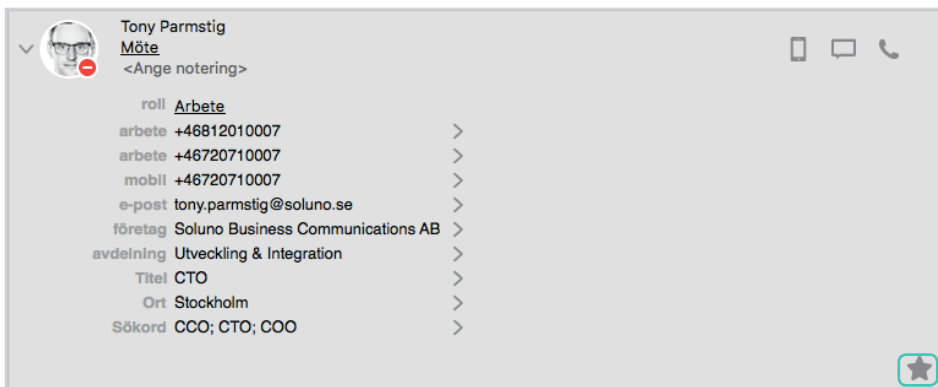 Tony Parmstig
Möte
<Ange notering>
roll Arbete
arbete +46812010007
arbete +46720710007
mobil +46720710007
e-post tony.parmstig@soluno.se
företag Soluno Business Communications AB
avdelning Utveckling & Integration
Titel CTO
Ort Stockholm
Sökord CCO; CTO; COO